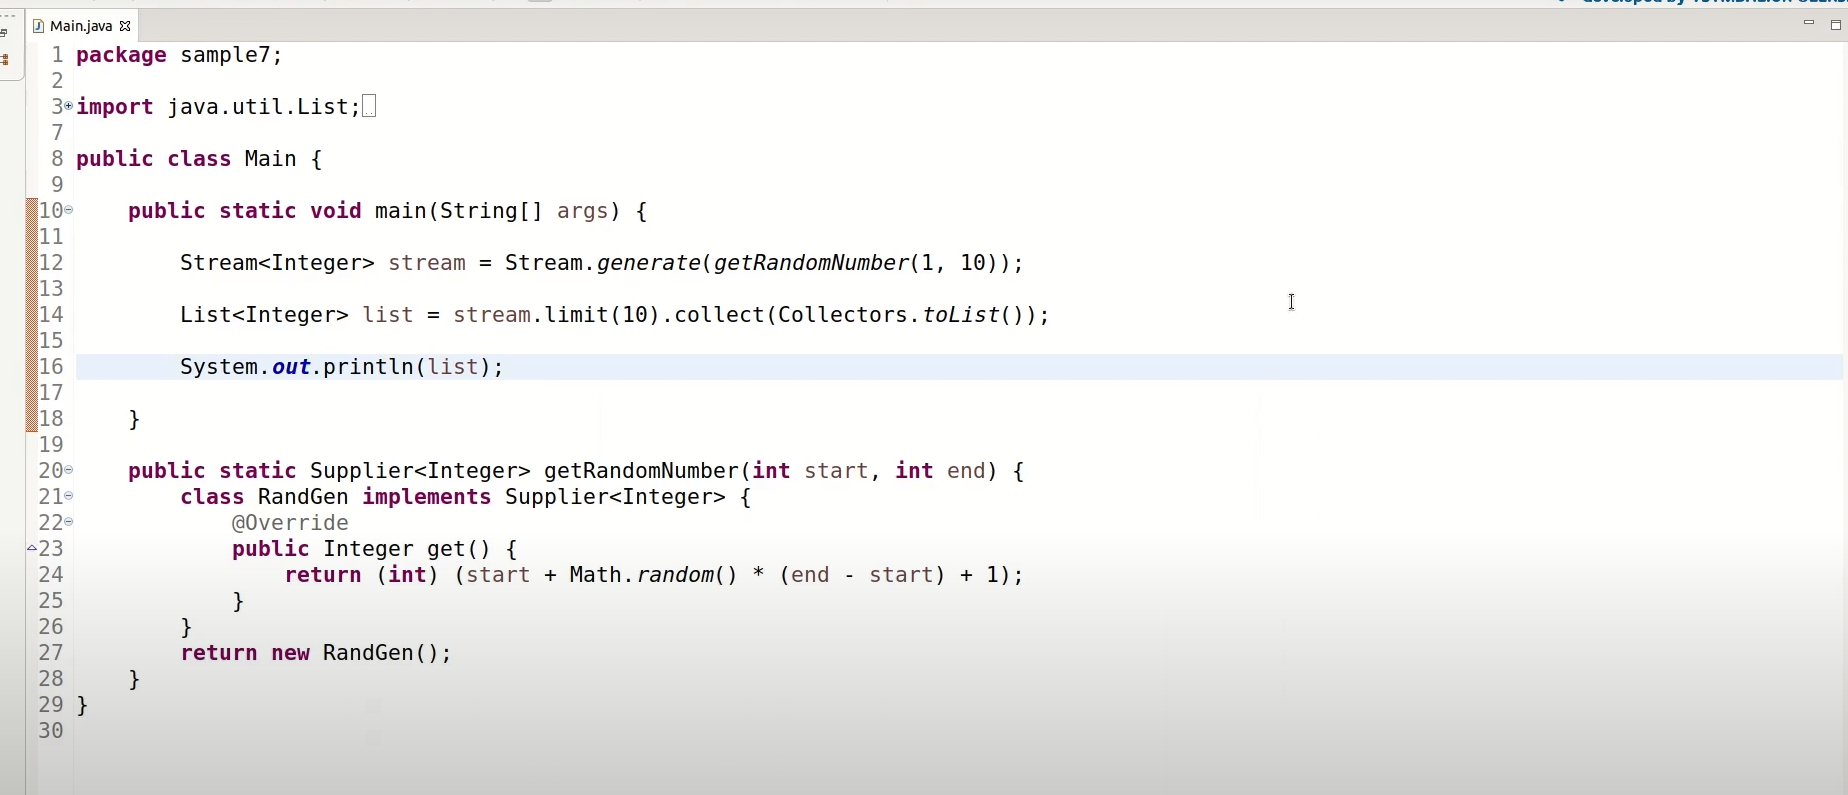 Main.java
1 package sample7;
2
3 import java.util.List;
7
8 public class Main {
9
10 public static void main(String[] args) {
11
12 Stream<Integer> stream = Stream.generate(getRandomNumber(1, 10));
13
14 List<Integer> list = stream.limit(10).collect(Collectors.toList());
15
16 System.out.println(list);
17
18 }
19
20 public static Supplier<Integer> getRandomNumber(int start, int end) {
21 class RandGen implements Supplier<Integer> {
22 @Override
23 public Integer get() {
24 return (int) (start + Math.random() * (end - start) + 1);
25 }
26 }
27 return new RandGen();
28 }
29 }
30